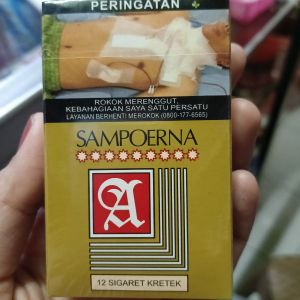 PERINGATAN
ROKOK MERENGGUT,
KEBAHAGIAAN SAYA SATU PERSATU
LAYANAN BERHENTI MEROKOK (0800-177-6565)
SAMPOERNA
A
12 SIGARET KRETEK